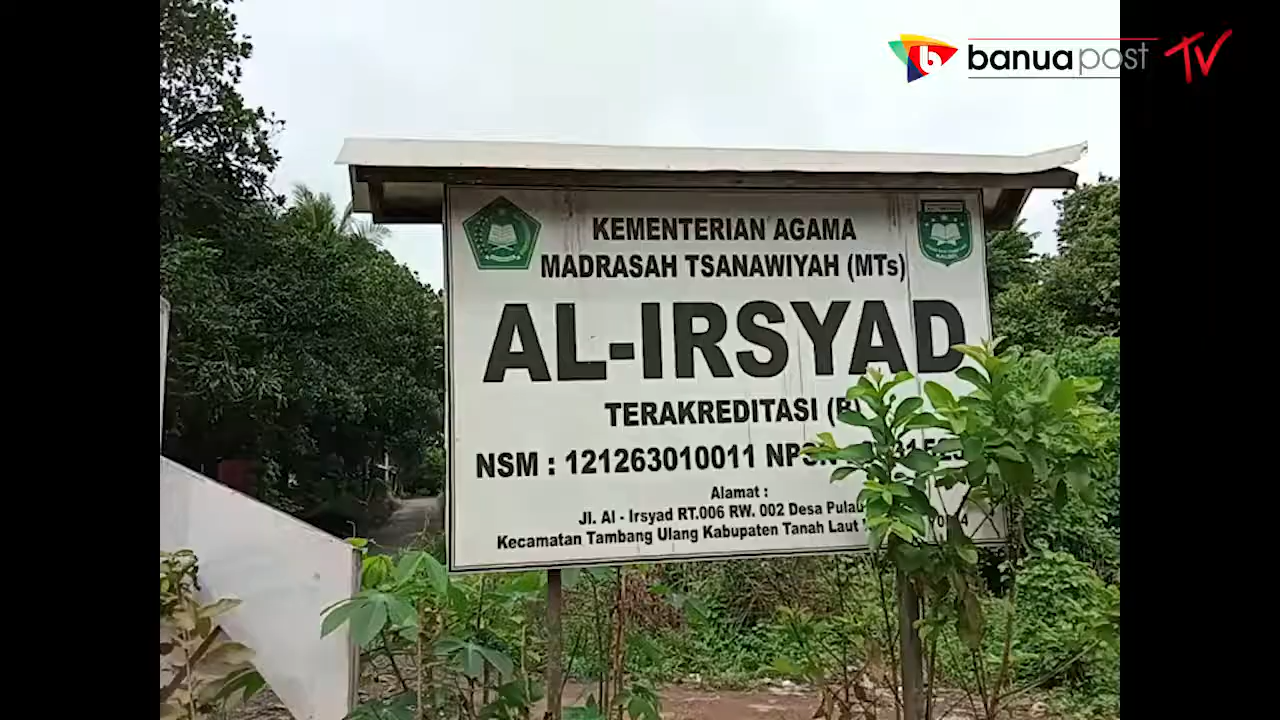 banuapost TV
KEMENTERIAN AGAMA
MADRASAH TSANAWIYAH (MTs)
AL-IRSYAD
TERAKREDITASI (B)
NSM : 121263010011 NPSN
Alamat :
Jl. Al - Irsyad RT.006 RW. 002 Desa Pulau
Kecamatan Tambang Ulang Kabupaten Tanah Laut